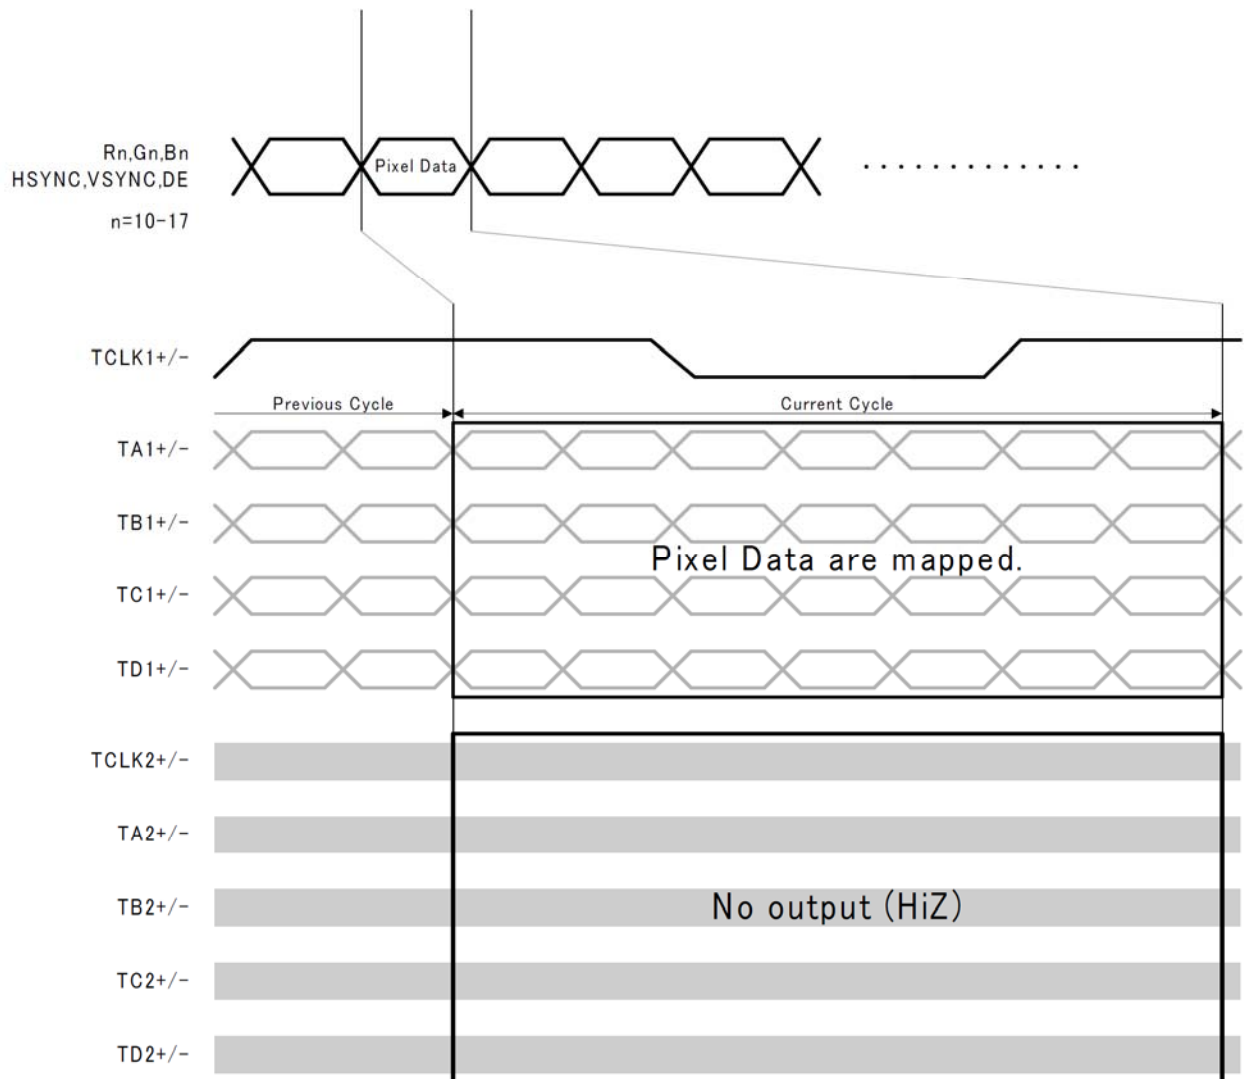 Rn,Gn,Bn
HSYNC,VSYNC,DE
n=10-17
Pixel Data
TCLK1+/-
Previous Cycle
Current Cycle
TA1+/-
TB1+/-
Pixel Data are mapped.
TC1+/-
TD1+/-
TCLK2+/-
TA2+/-
TB2+/-
No output (HiZ)
TC2+/-
TD2+/-